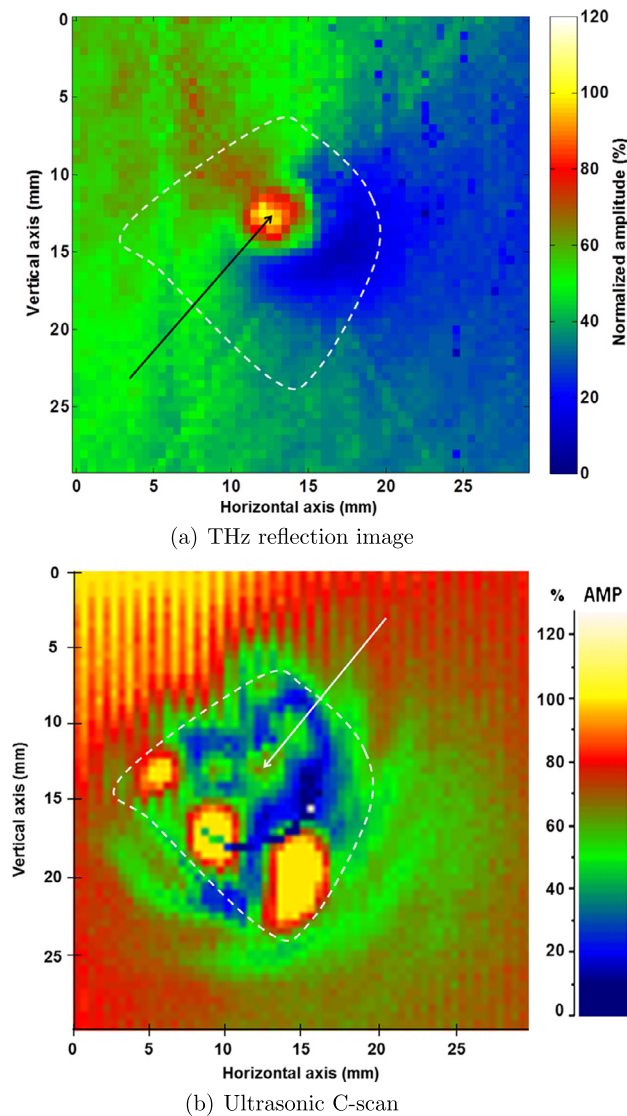 0
5
10
15
20
25
Vertical axis (mm)
0 5 10 15 20 25
Horizontal axis (mm)
120
100
80
60
40
20
0
Normalized amplitude (%)
(a) THz reflection image
0
5
10
15
20
25
Vertical axis (mm)
0 5 10 15 20 25
Horizontal axis (mm)
% AMP
120
100
80
60
40
20
0
(b) Ultrasonic C-scan